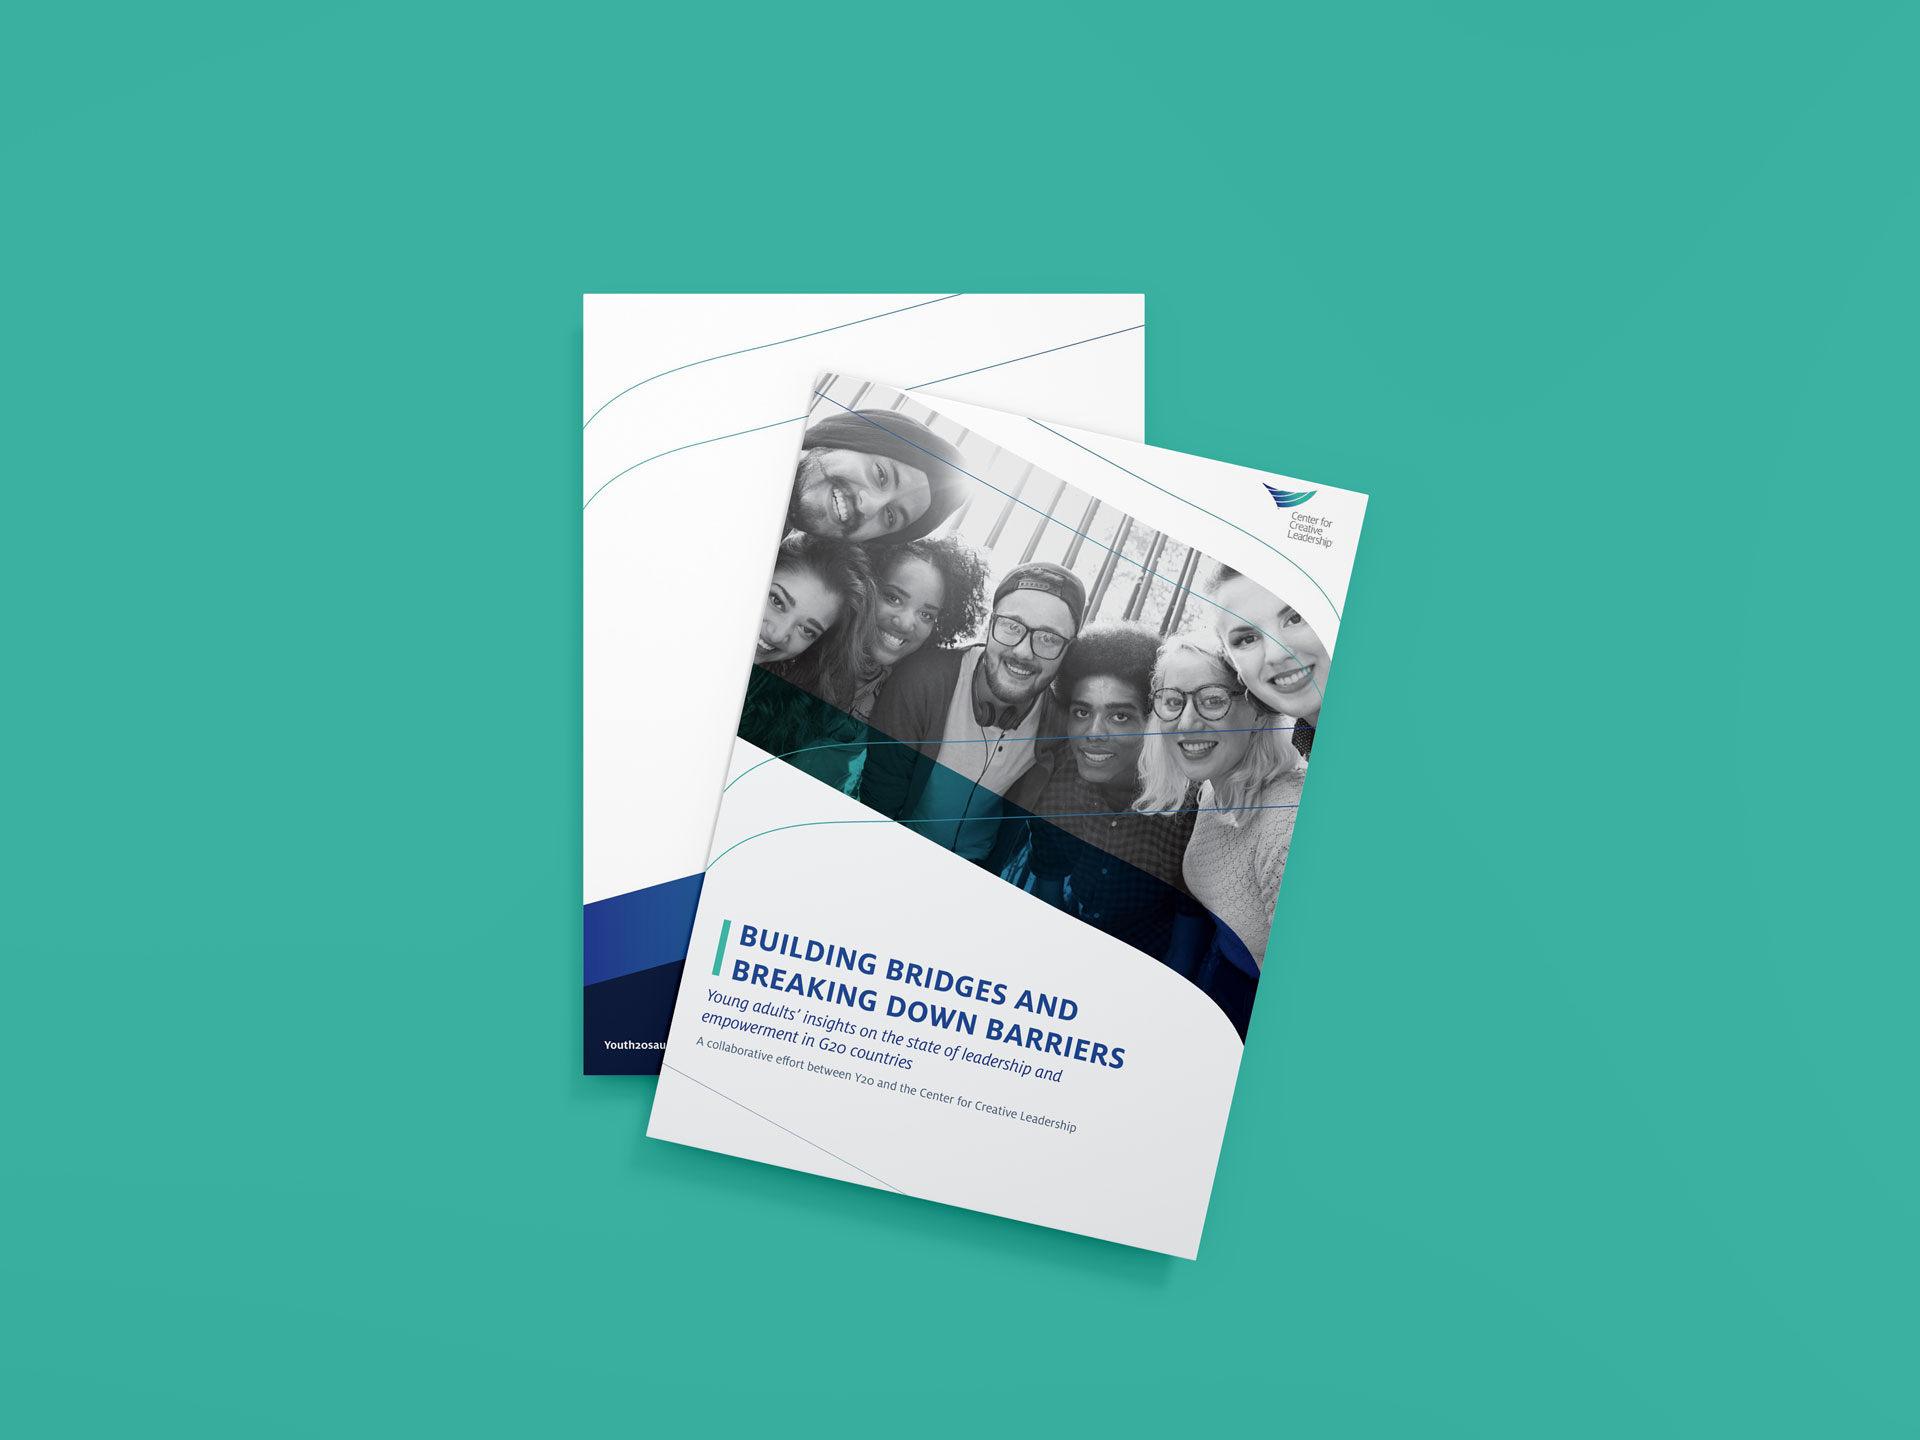 Center for
Creative
Leadership
BUILDING BRIDGES AND
BREAKING DOWN BARRIERS
Young adults’ insights on the state of leadership and
empowerment in G20 countries
A collaborative effort between Y20 and the Center for Creative Leadership
Youth20sau